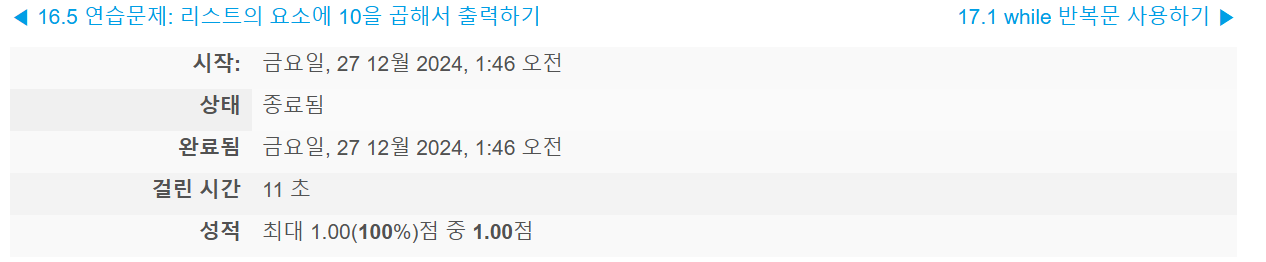 ◀ 16.5 연습문제: 리스트의 요소에 10을 곱해서 출력하기 17.1 while 반복문 사용하기 ▶
시작: 금요일, 27 12월 2024, 1:46 오전
상태 종료됨
완료됨 금요일, 27 12월 2024, 1:46 오전
걸린 시간 11 초
성적 최대 1.00(100%)점 중 1.00점